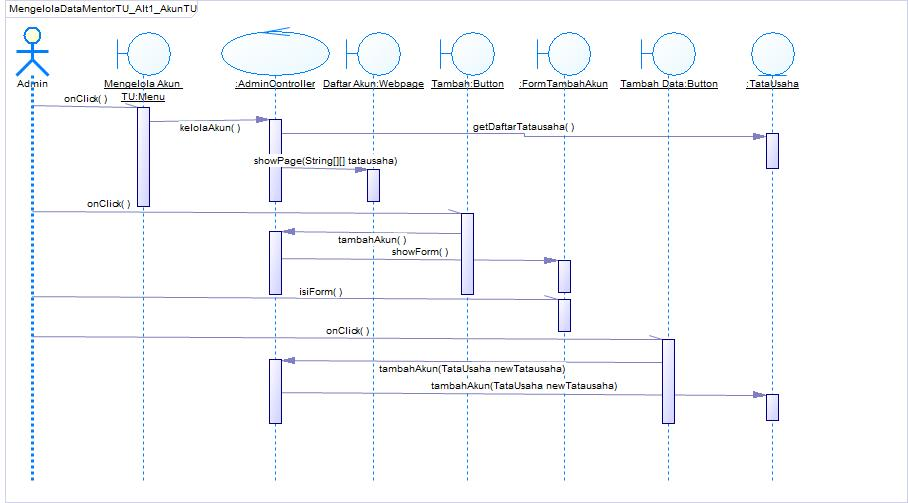 MengelolaDataMentorTU_Alt1_AkunTU
Admin
Mengelola Akun
TU:Menu
:AdminController
Daftar Akun:Webpage
Tambah:Button
:FormTambahAkun
Tambah Data:Button
:TataUsaha
onClick( )
kelolaAkun( )
getDaftarTatausaha( )
showPage(String[][] tatausaha)
onClick( )
tambahAkun( )
showForm( )
isiForm( )
onClick( )
tambahAkun(TataUsaha newTatausaha)
tambahAkun(TataUsaha newTatausaha)